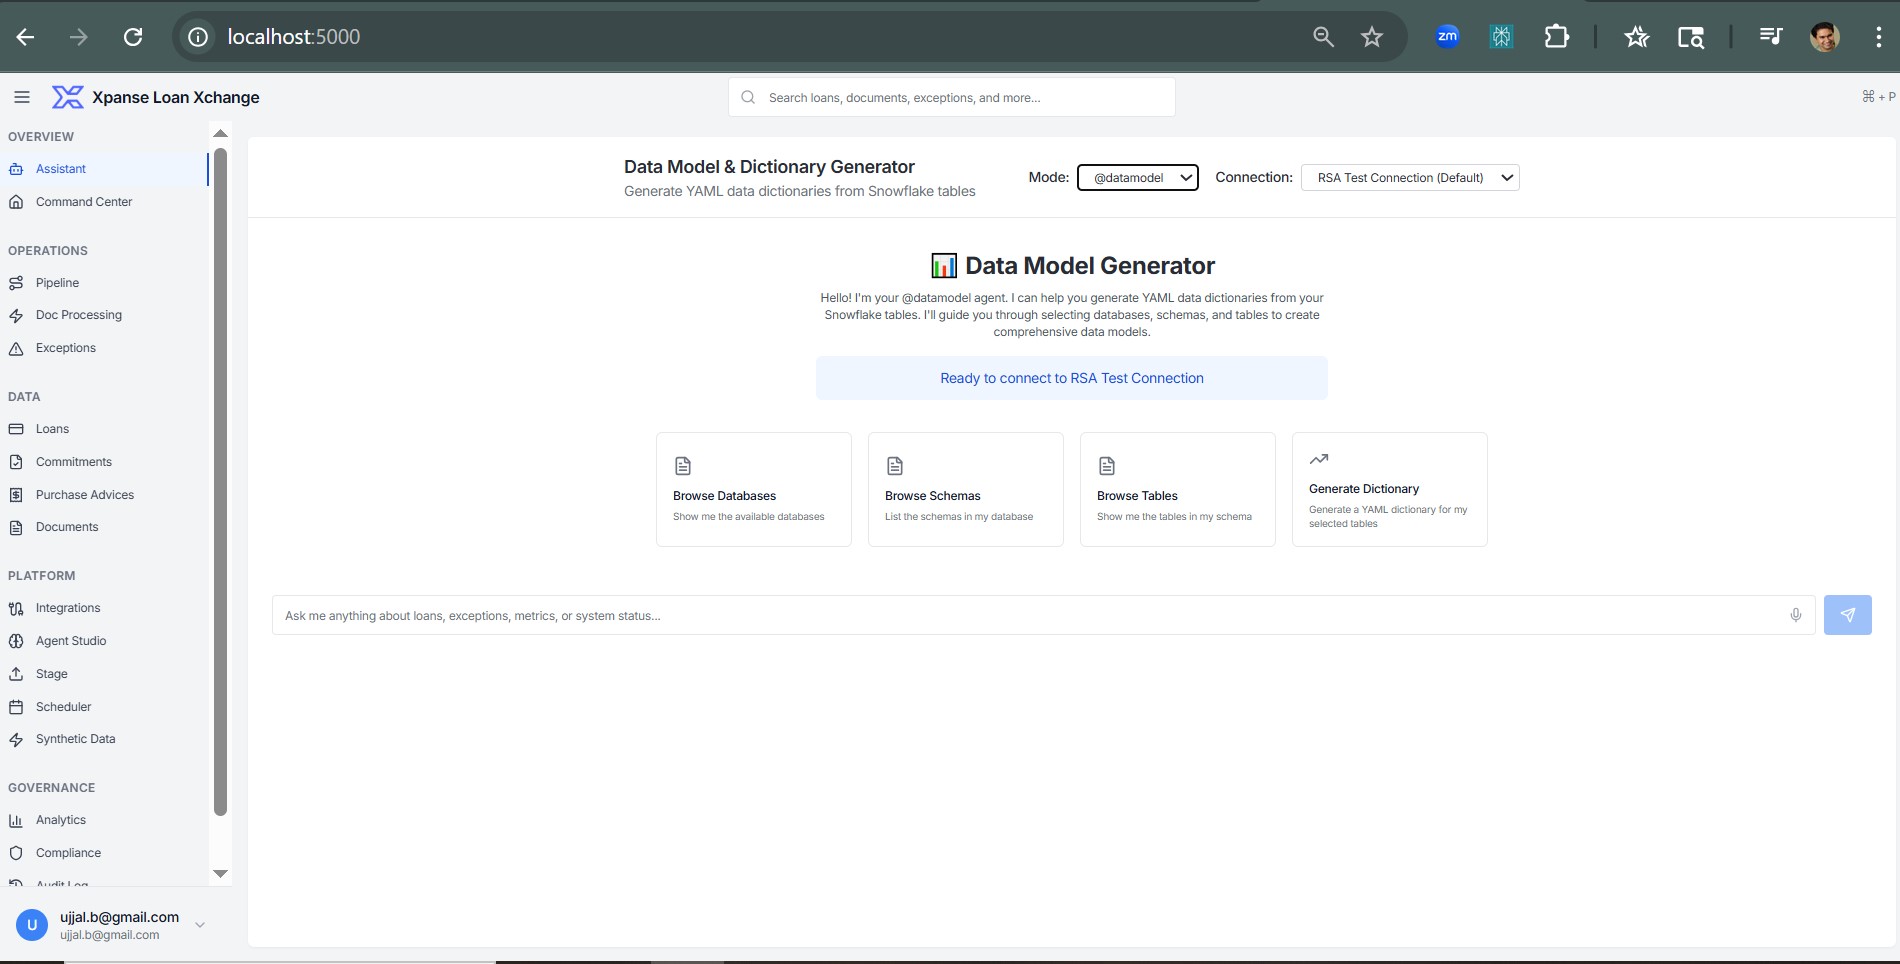 localhost:5000
zm
Xpanse Loan Xchange
Search loans, documents, exceptions, and more...
⌘ + P
OVERVIEW
Assistant
Command Center
OPERATIONS
Pipeline
Doc Processing
Exceptions
DATA
Loans
Commitments
Purchase Advices
Documents
PLATFORM
Integrations
Agent Studio
Stage
Scheduler
Synthetic Data
GOVERNANCE
Analytics
Compliance
Audit Log
U
ujjal.b@gmail.com
ujjal.b@gmail.com
Data Model & Dictionary Generator
Generate YAML data dictionaries from Snowflake tables
Mode: @datamodel Connection: RSA Test Connection (Default)
Data Model Generator
Hello! I'm your @datamodel agent. I can help you generate YAML data dictionaries from your
Snowflake tables. I'll guide you through selecting databases, schemas, and tables to create
comprehensive data models.
Ready to connect to RSA Test Connection
Browse Databases
Show me the available databases
Browse Schemas
List the schemas in my database
Browse Tables
Show me the tables in my schema
Generate Dictionary
Generate a YAML dictionary for my
selected tables
Ask me anything about loans, exceptions, metrics, or system status...